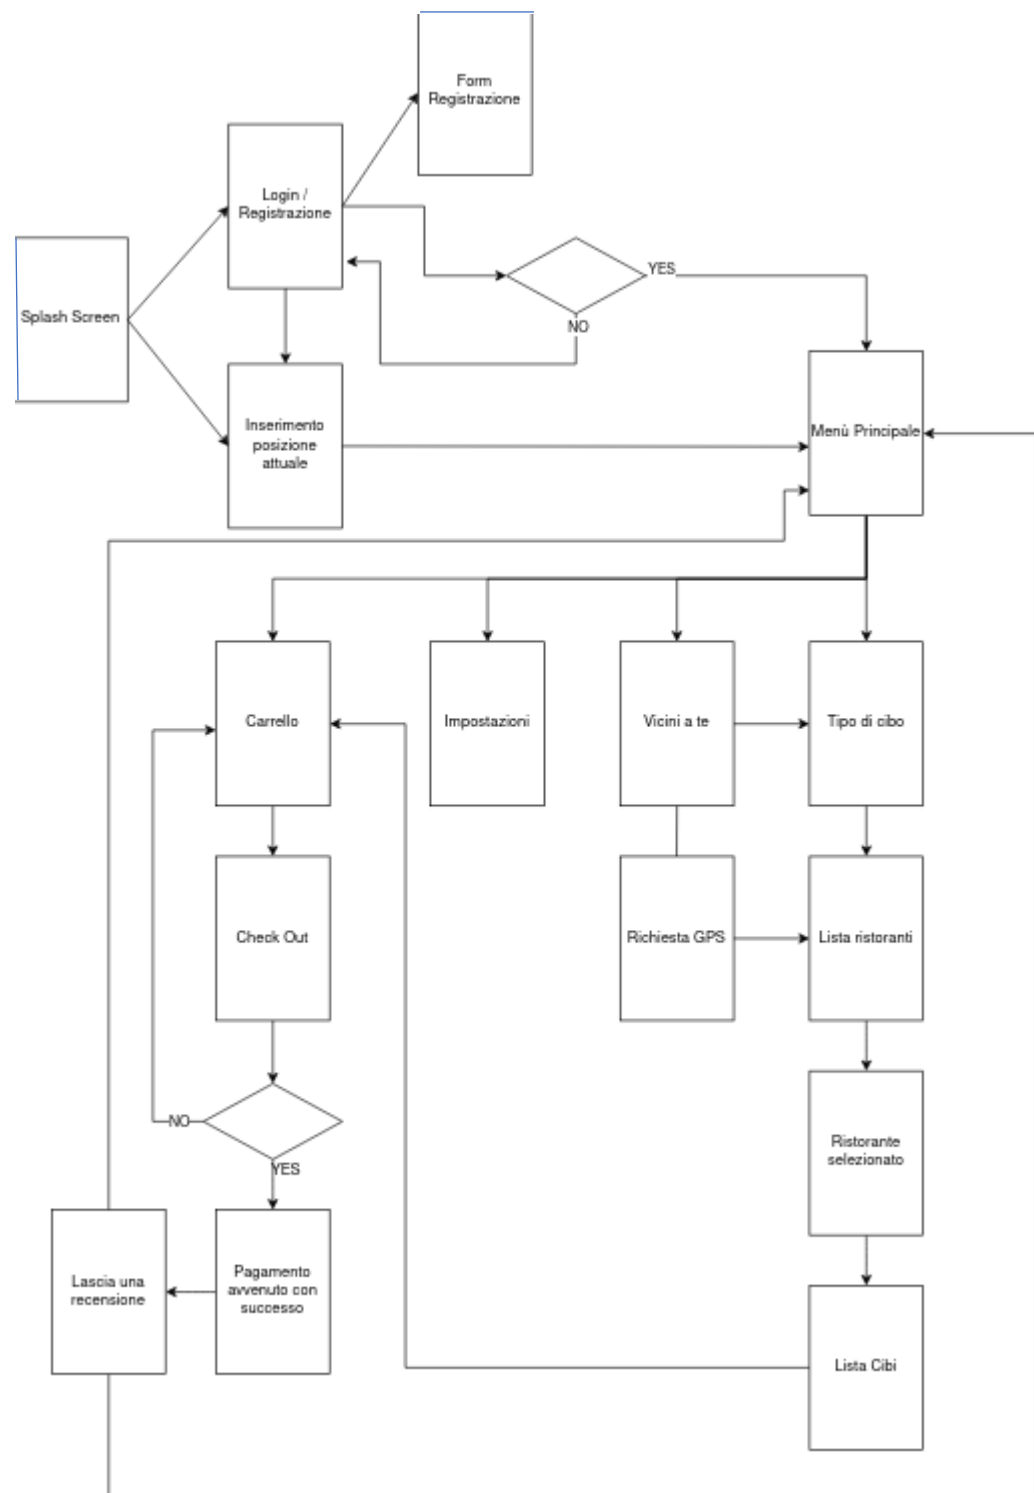 Form
Registrazione
Login /
Registrazione
YES
Splash Screen
NO
Inserimento
posizione
attuale
Menù Principale
Carrello
Impostazioni
Vicini a te
Tipo di cibo
Check Out
Richiesta GPS
Lista ristoranti
NO
Ristorante
selezionato
YES
Lascia una
recensione
Pagamento
avvenuto con
successo
Lista Cibi